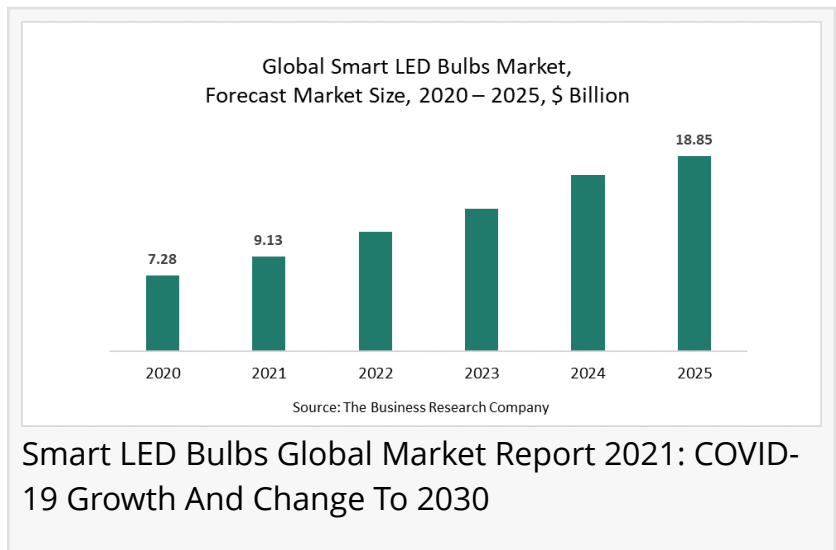 Global Smart LED Bulbs Market,
Forecast Market Size, 2020 – 2025, $ Billion
18.85
9.13
7.28
2020 2021 2022 2023 2024 2025
Source: The Business Research Company
Smart LED Bulbs Global Market Report 2021: COVID-
19 Growth And Change To 2030